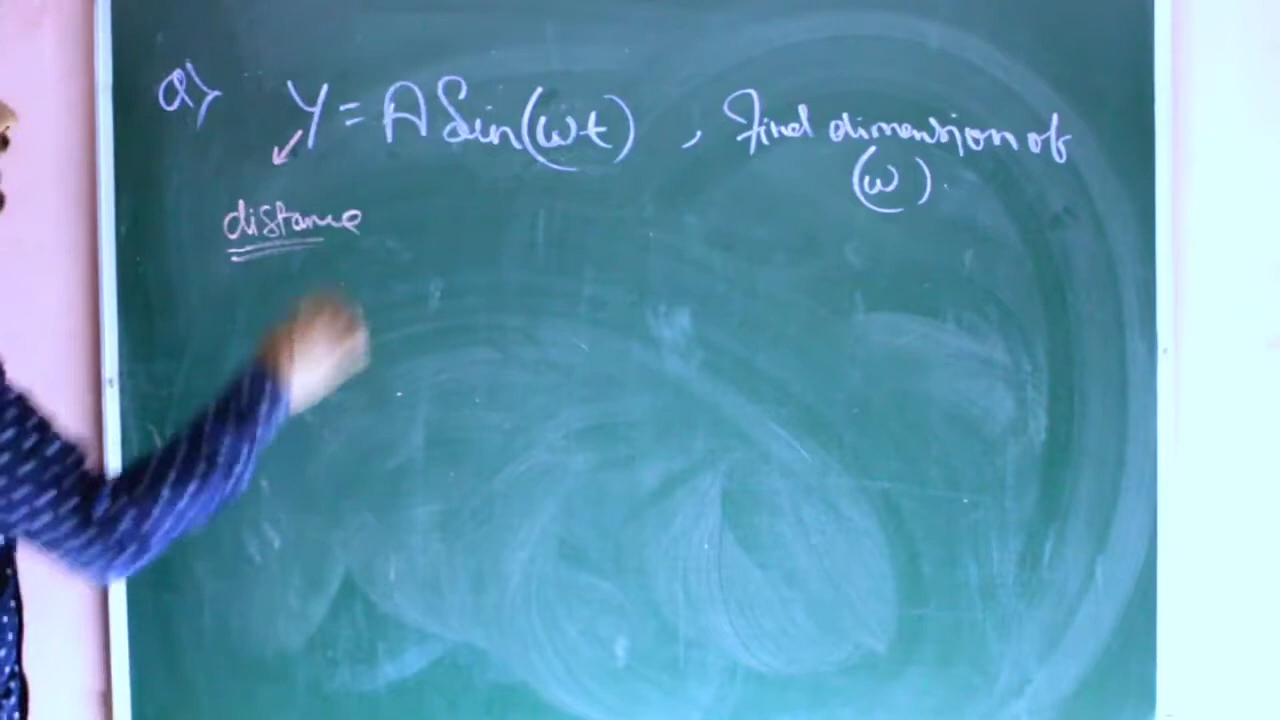 Q) Y = A Sin(ωt) , Find dimension of
(ω).
distance